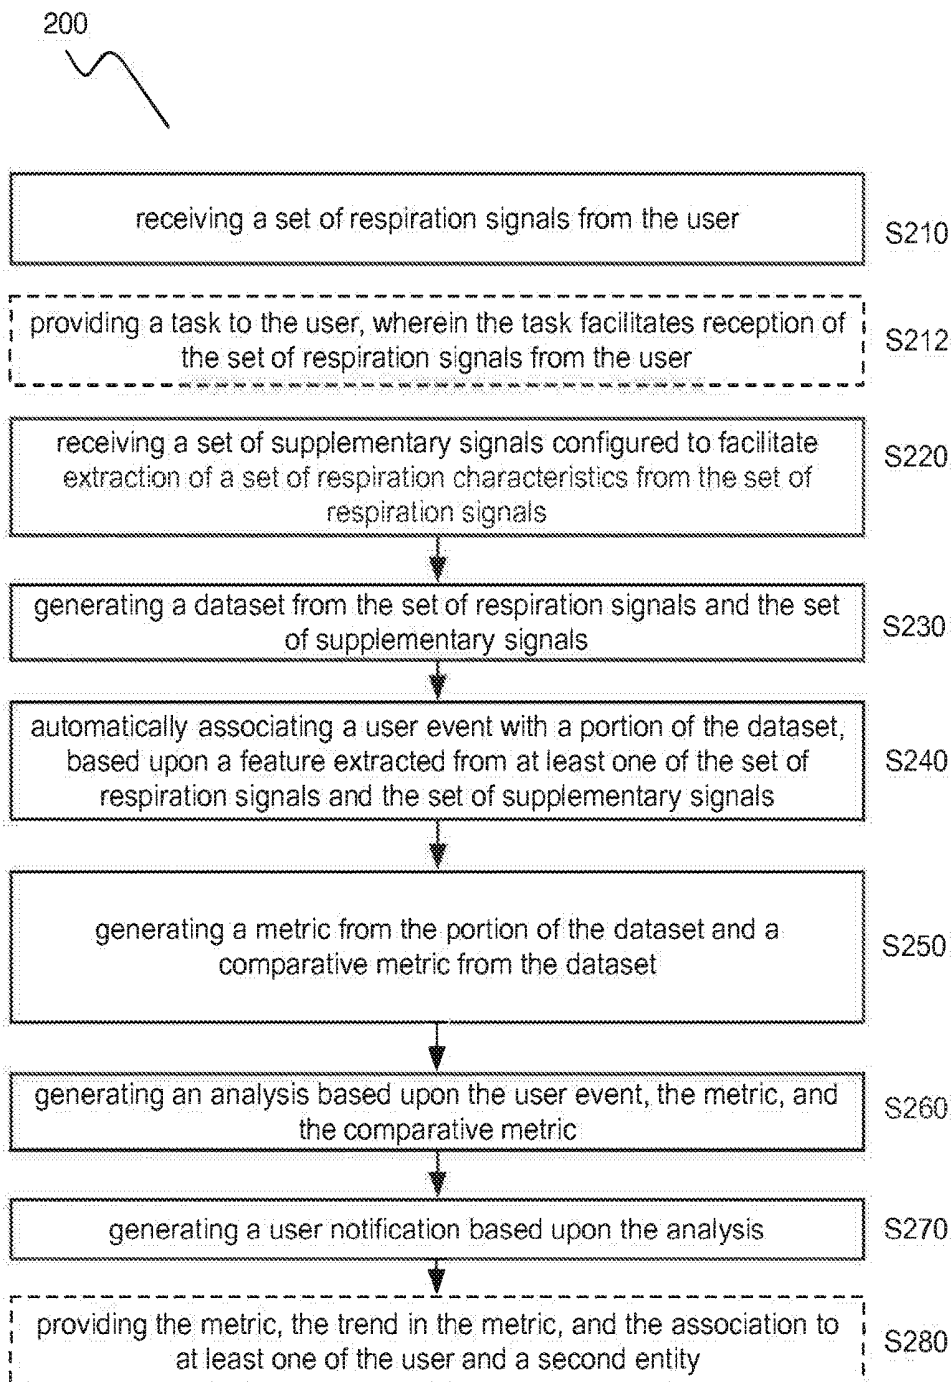 200
receiving a set of respiration signals from the user
S210
providing a task to the user, wherein the task facilitates reception of
the set of respiration signals from the user
S212
receiving a set of supplementary signals configured to facilitate
extraction of a set of respiration characteristics from the set of
respiration signals
S220
generating a dataset from the set of respiration signals and the set
of supplementary signals
S230
automatically associating a user event with a portion of the dataset,
based upon a feature extracted from at least one of the set of
respiration signals and the set of supplementary signals
S240
generating a metric from the portion of the dataset and a
comparative metric from the dataset
S250
generating an analysis based upon the user event, the metric, and
the comparative metric
S260
generating a user notification based upon the analysis
S270
providing the metric, the trend in the metric, and the association to
at least one of the user and a second entity
S280